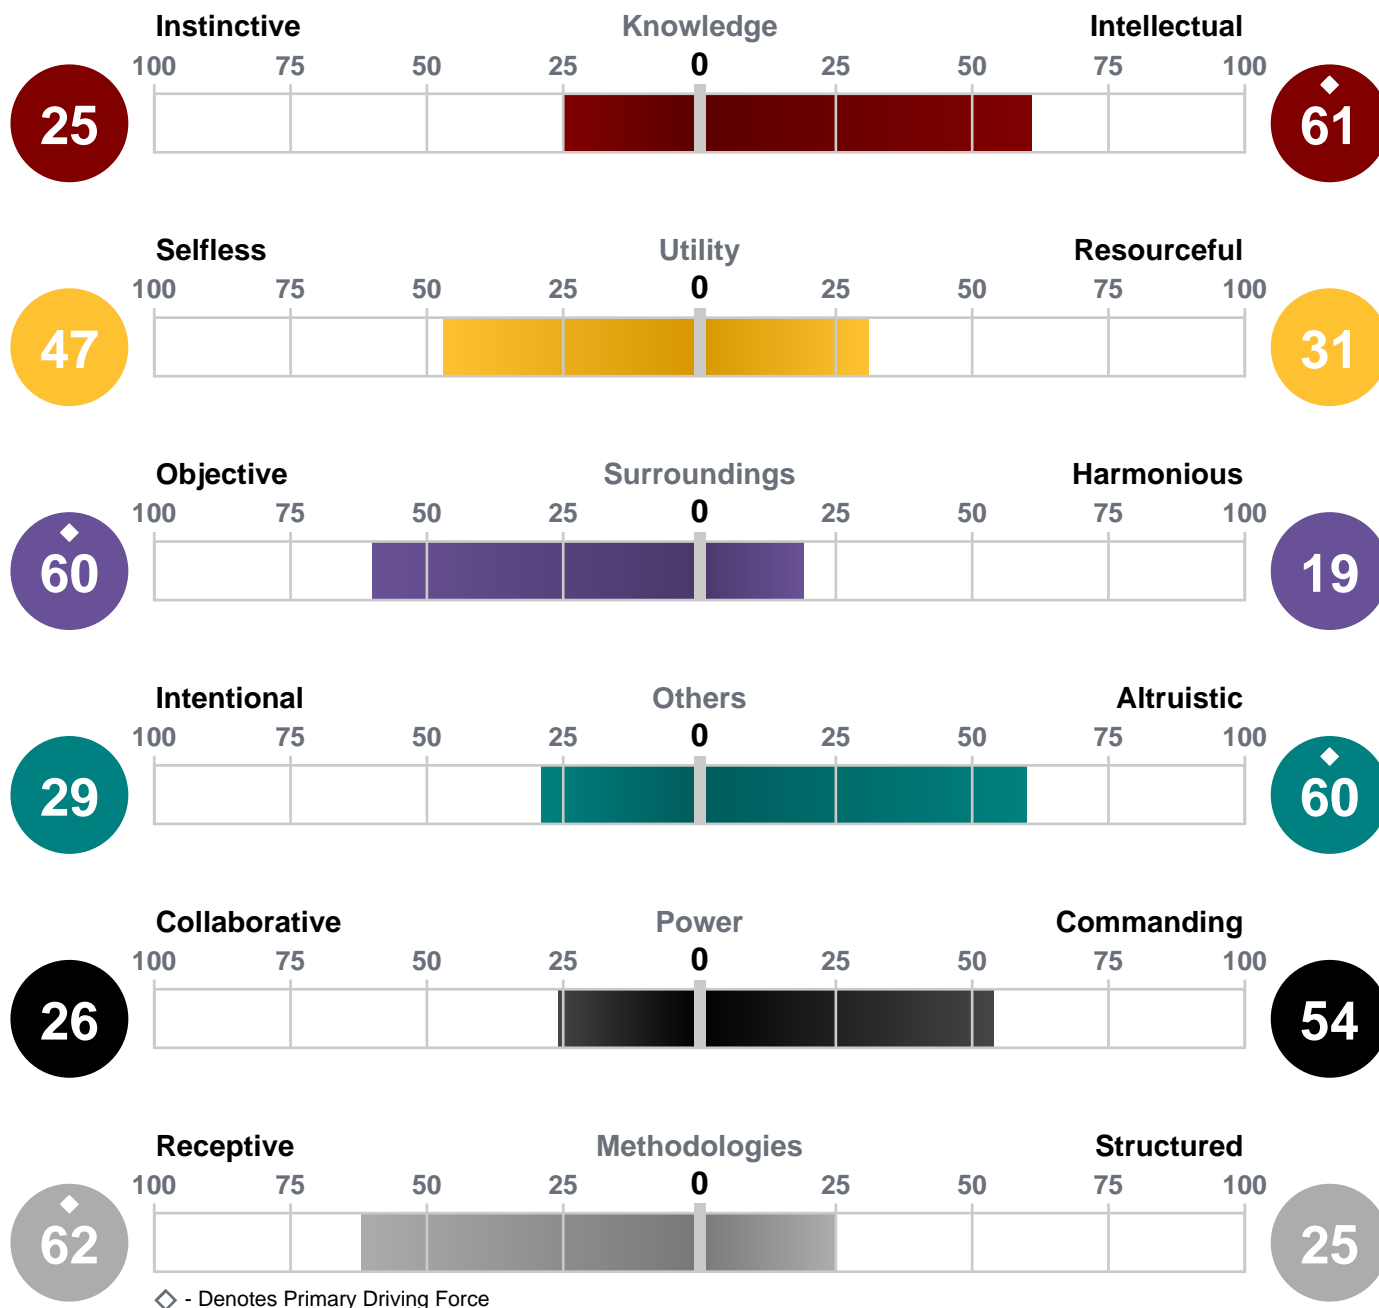 Instinctive Knowledge Intellectual
100 75 50 25 0 25 50 75 100
25 61
Selfless Utility Resourceful
100 75 50 25 0 25 50 75 100
47 31
Objective Surroundings Harmonious
100 75 50 25 0 25 50 75 100
60 19
Intentional Others Altruistic
100 75 50 25 0 25 50 75 100
29 60
Collaborative Power Commanding
100 75 50 25 0 25 50 75 100
26 54
Receptive Methodologies Structured
100 75 50 25 0 25 50 75 100
62 25
- Denotes Primary Driving Force